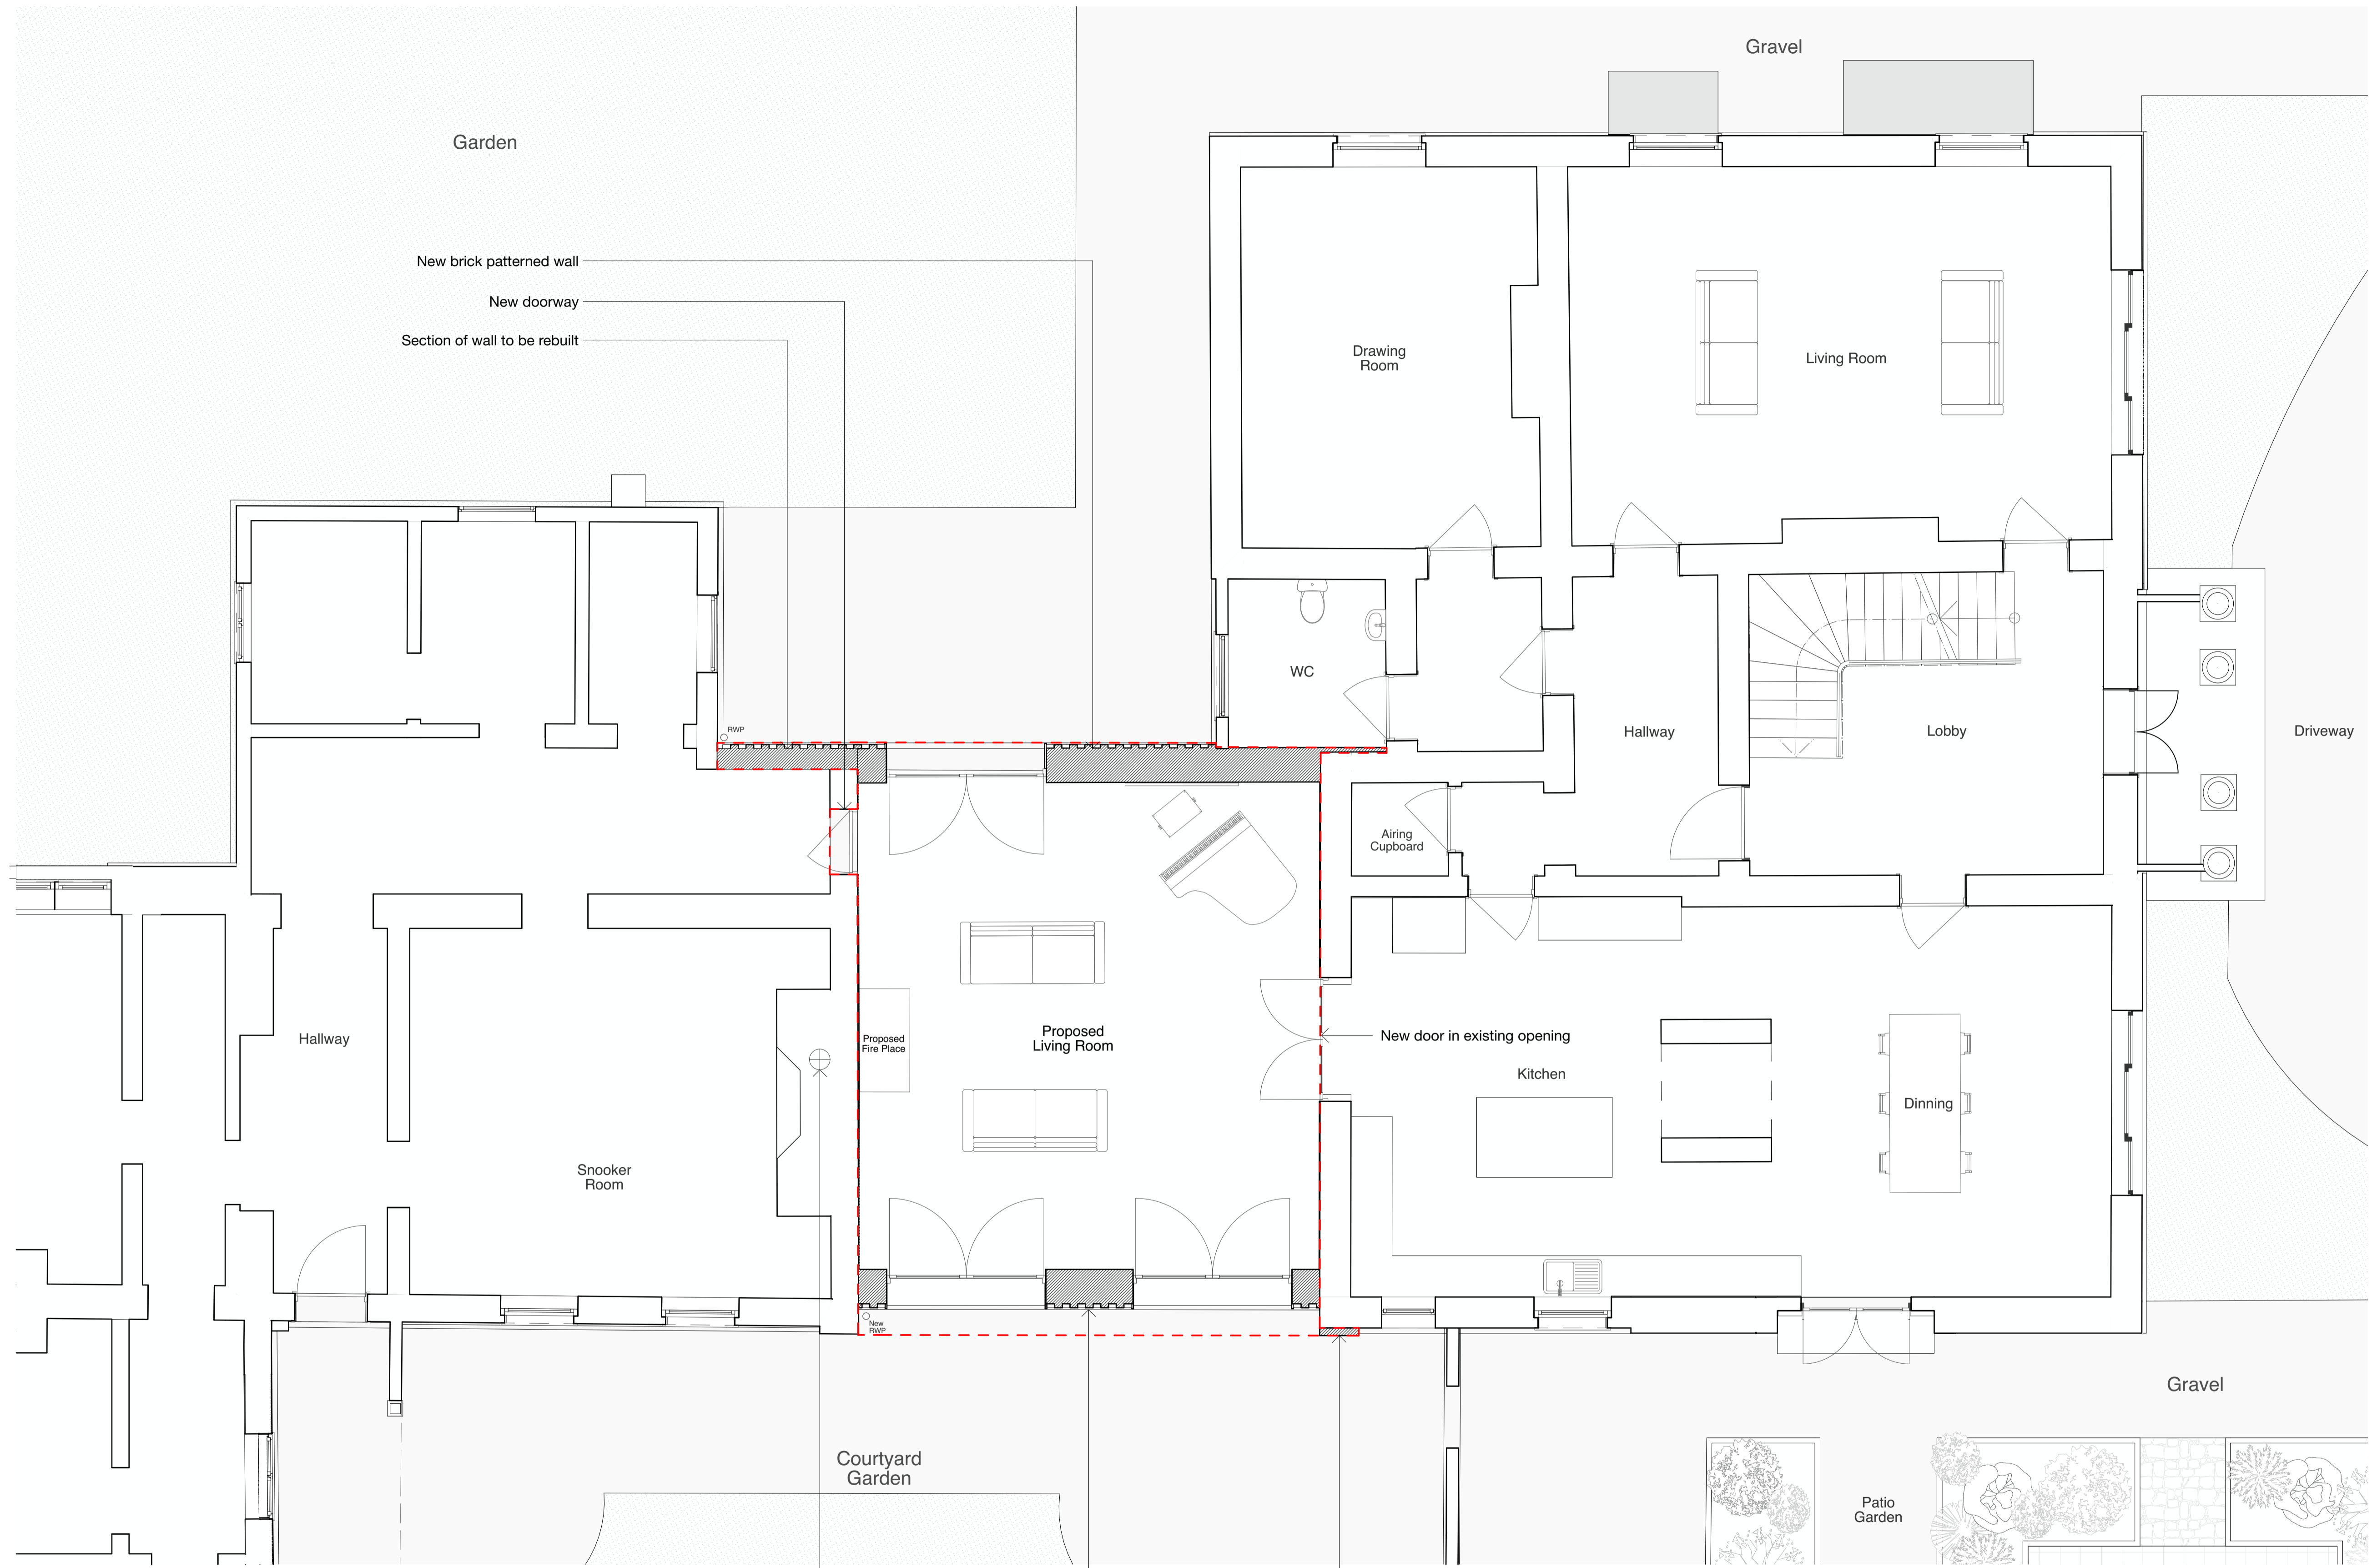 Gravel
Garden
New brick patterned wall
New doorway
Section of wall to be rebuilt
Drawing
Room
Living Room
WC
RWP
Hallway
Lobby
Driveway
Airing
Cupboard
Hallway
Proposed
Fire Place
Proposed
Living Room
New door in existing opening
Kitchen
Dinning
Snooker
Room
New
RWP
Gravel
Courtyard
Garden
Patio
Garden